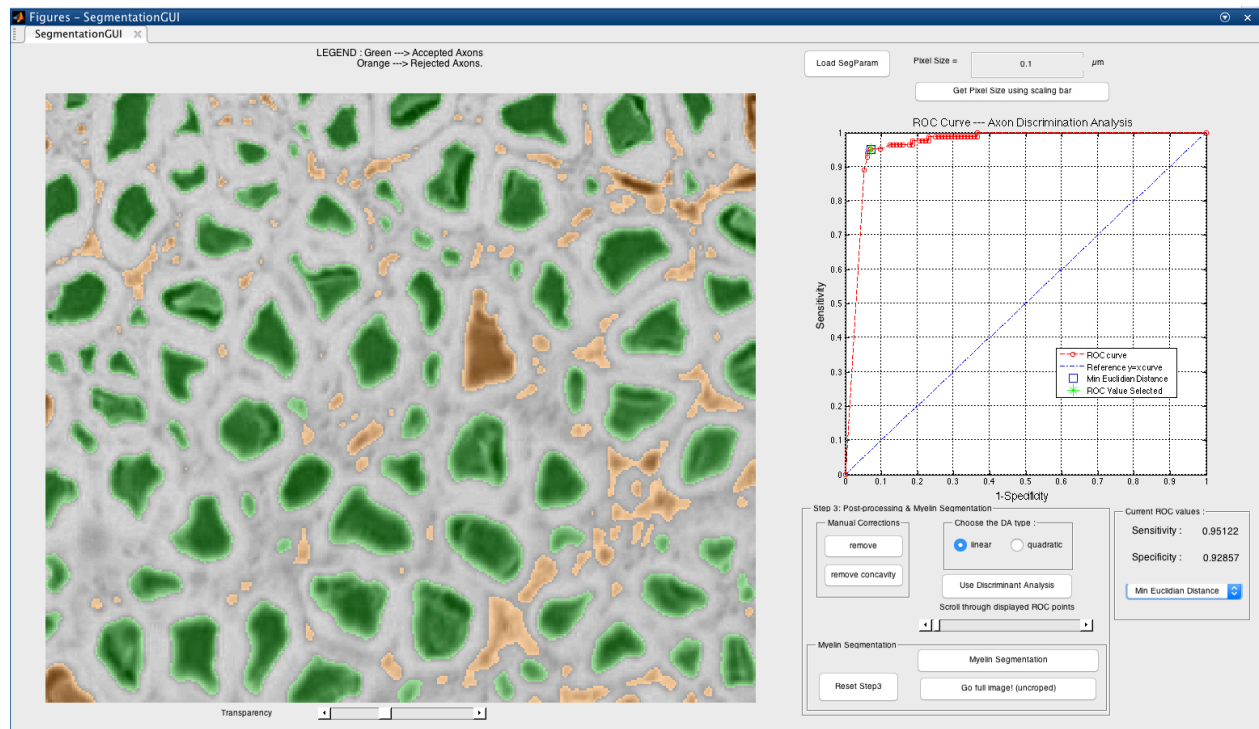 Figures - SegmentationGUI
SegmentationGUI
LEGEND : Green ---> Accepted Axons
Orange ---> Rejected Axons.
Load SegParam
Pixel Size =
0.1
μm
Get Pixel Size using scaling bar
ROC Curve --- Axon Discrimination Analysis
1
0.9
0.8
0.7
0.6
0.5
0.4
0.3
0.2
0.1
0
Sensitivity
ROC curve
Reference y=x curve
Min Euclidian Distance
ROC Value Selected
0 0.1 0.2 0.3 0.4 0.5 0.6 0.7 0.8 0.9 1
1-Specificity
Step 3: Post-processing & Myelin Segmentation
Manual Corrections
remove
remove concavity
Choose the DA type :
linear
quadratic
Use Discriminant Analysis
Scroll through displayed ROC points
Current ROC values :
Sensitivity : 0.95122
Specificity : 0.92857
Min Euclidian Distance
Myelin Segmentation
Myelin Segmentation
Reset Step3
Go full image! (uncroped)
Transparency